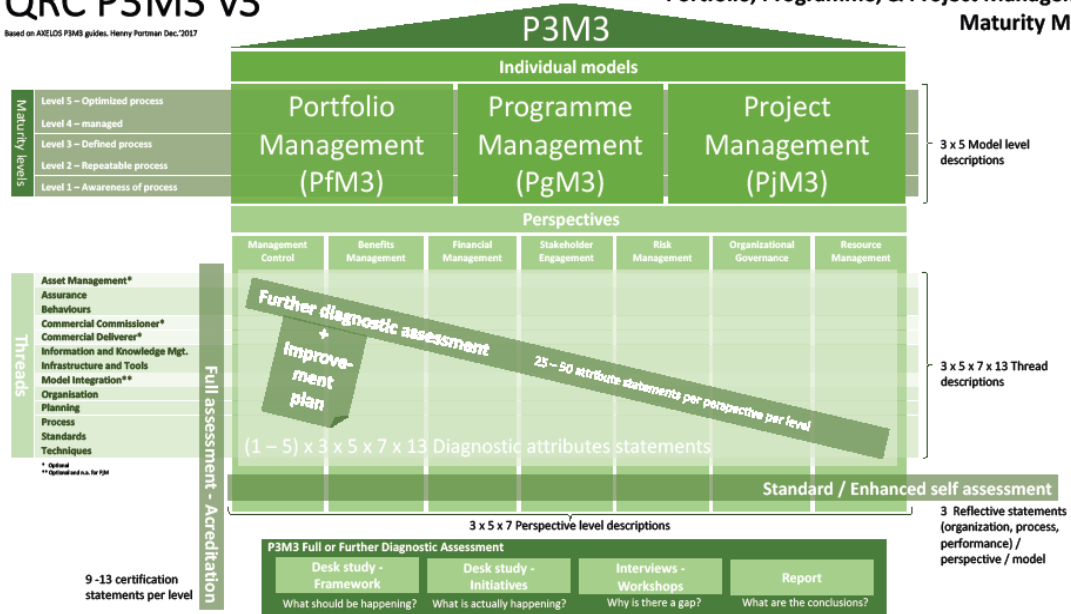 QRC P3M3 V3
Based on AXELOS P3M3 guides. Henny Portman Dec.'2017
Portfolio, Programme, & Project Managem
Maturity M
P3M3
Individual models
Maturity levels
Level 5 – Optimized process
Level 4 – managed
Level 3 – Defined process
Level 2 – Repeatable process
Level 1 – Awareness of process
Portfolio
Management
(PfM3)
Programme
Management
(PgM3)
Project
Management
(PjM3)
3 x 5 Model level
descriptions
Perspectives
Management
Control
Benefits
Management
Financial
Management
Stakeholder
Engagement
Risk
Management
Organizational
Governance
Resource
Management
Threads
Asset Management*
Assurance
Behaviours
Commercial Commissioner*
Commercial Deliverer*
Information and Knowledge Mgt.
Infrastructure and Tools
Model Integration**
Organisation
Planning
Process
Standards
Techniques
* Optional
** Optional and n.a. for PjM
Full assessment - Acreditation
Further diagnostic assessment
25 – 50 attribute statements per perspective per level
+
improve-
ment
plan
(1 – 5) x 3 x 5 x 7 x 13 Diagnostic attributes statements
3 x 5 x 7 x 13 Thread
descriptions
Standard / Enhanced self assessment
3 x 5 x 7 Perspective level descriptions
3 Reflective statements
(organization, process,
performance) /
perspective / model
9 -13 certification
statements per level
P3M3 Full or Further Diagnostic Assessment
Desk study -
Framework
What should be happening?
Desk study -
Initiatives
What is actually happening?
Interviews -
Workshops
Why is there a gap?
Report
What are the conclusions?